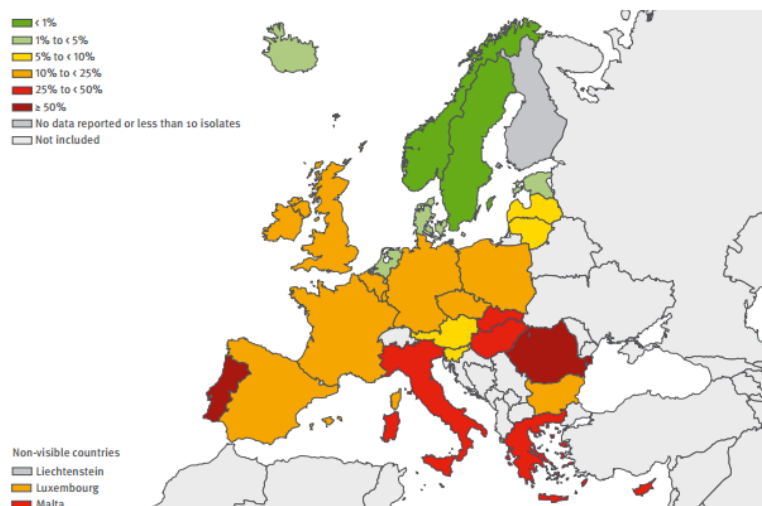 < 1%
1% to < 5%
5% to < 10%
10% to < 25%
25% to < 50%
≥ 50%
No data reported or less than 10 isolates
Not included
Non-visible countries
Liechtenstein
Luxembourg
Malta